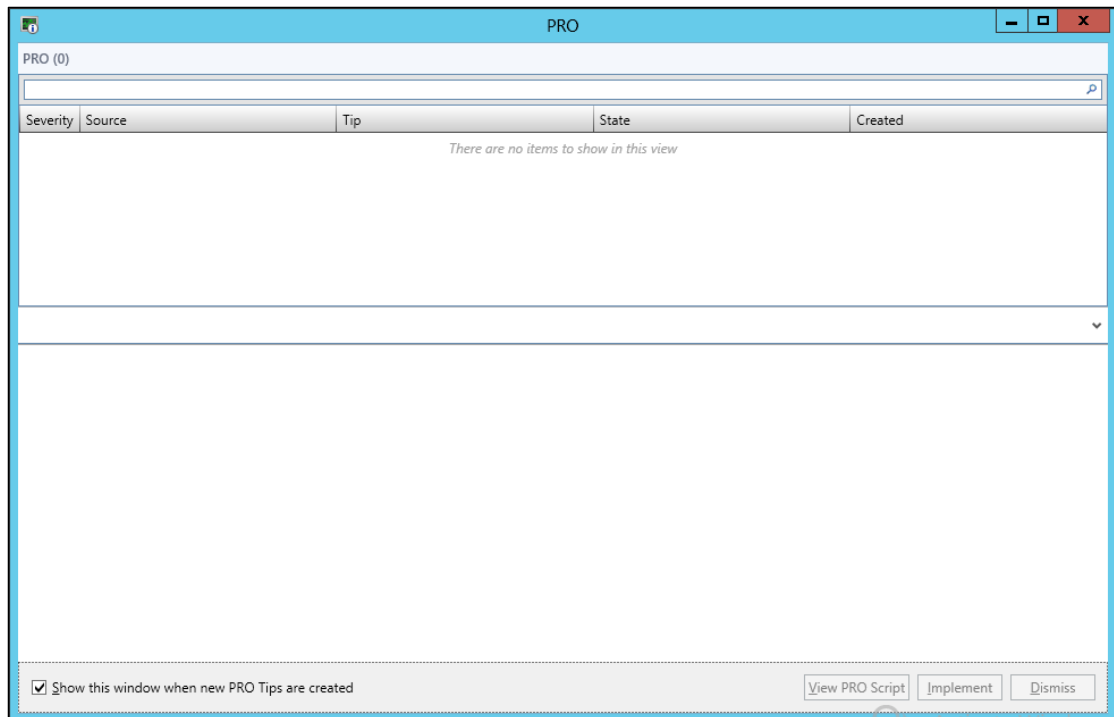 PRO
PRO (0)
Severity Source Tip State Created
There are no items to show in this view
Show this window when new PRO Tips are created View PRO Script Implement Dismiss